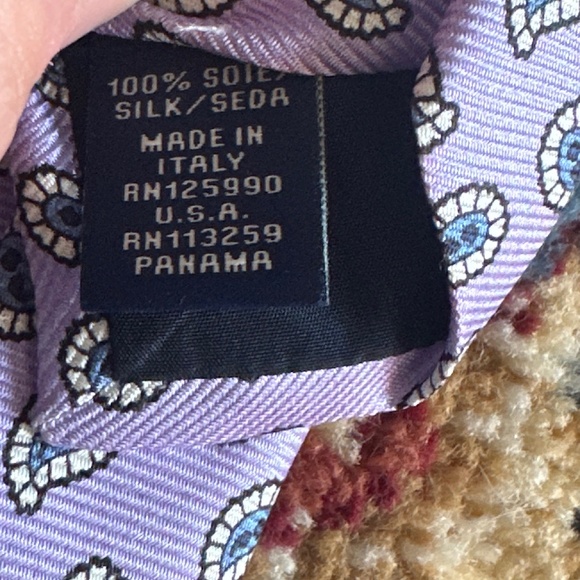 100% SOIE/
SILK/SEDA
MADE IN
ITALY
RN125990
U.S.A.
RN113259
PANAMA